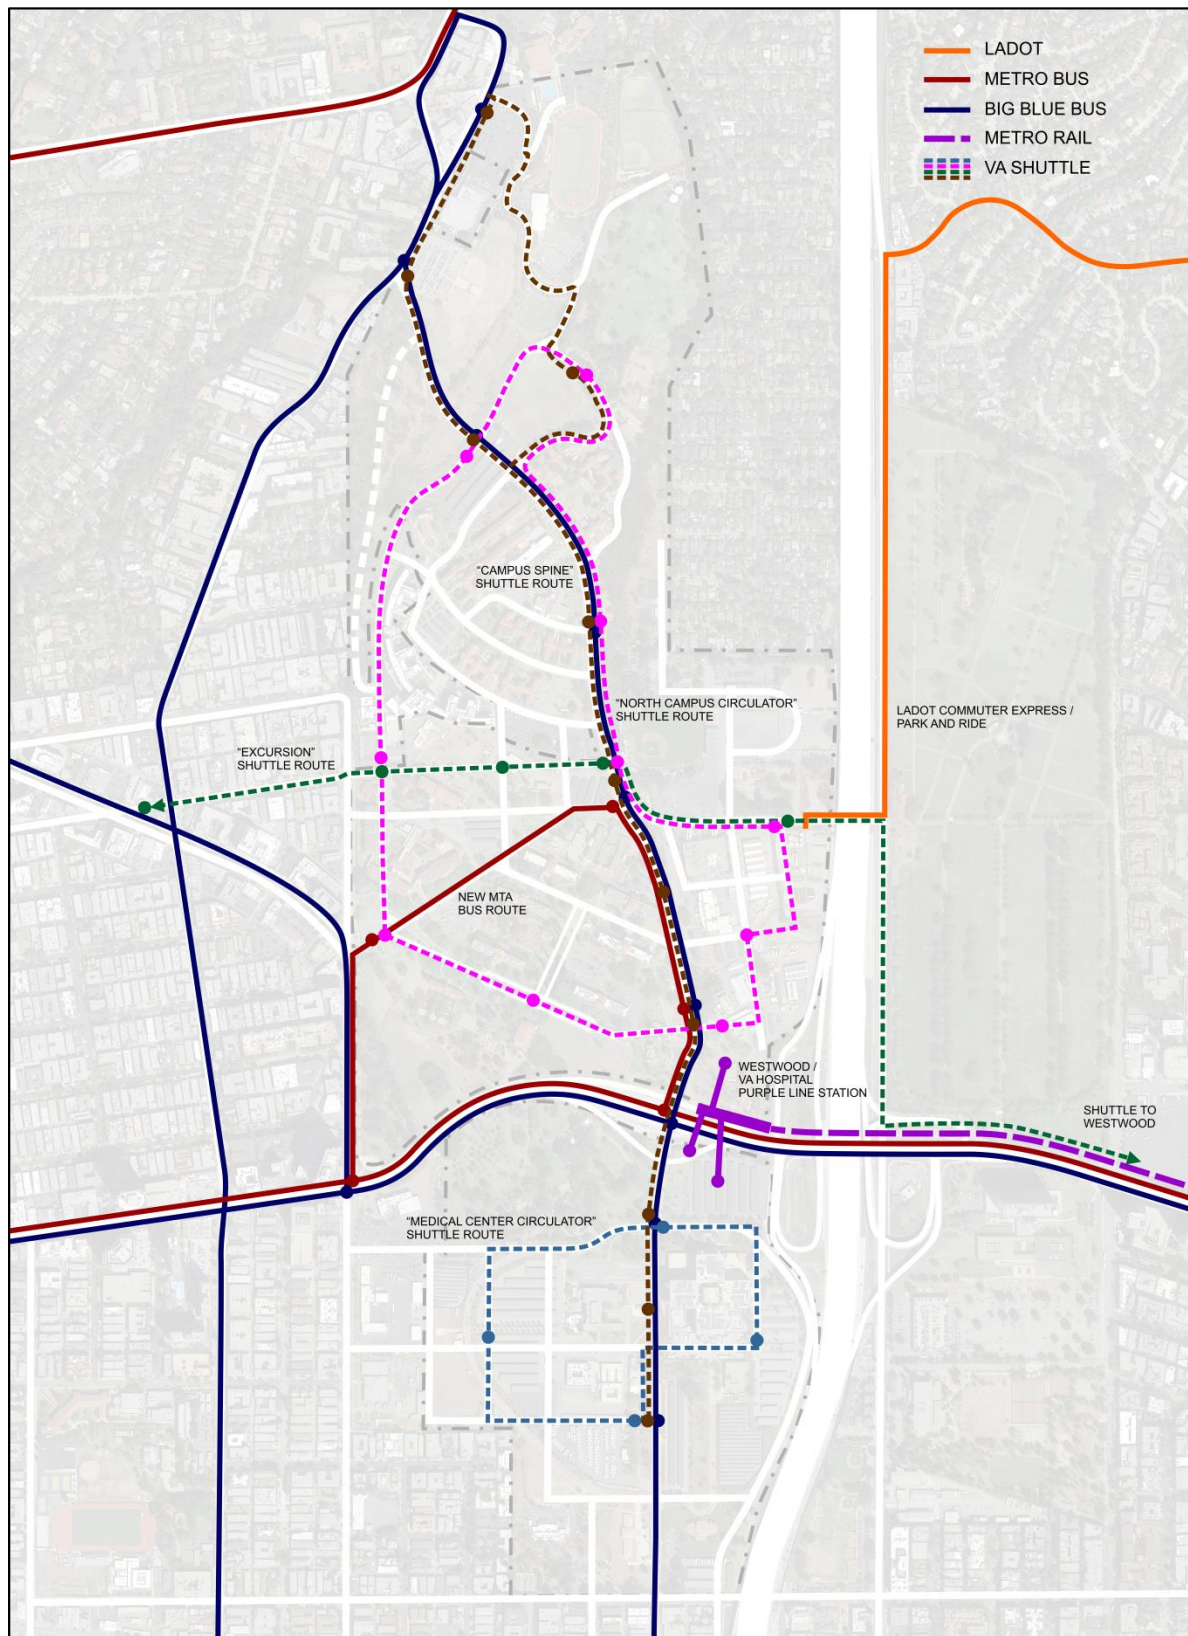 LADOT
METRO BUS
BIG BLUE BUS
METRO RAIL
VA SHUTTLE
“CAMPUS SPINE”
SHUTTLE ROUTE
“NORTH CAMPUS CIRCULATOR”
SHUTTLE ROUTE
LADOT COMMUTER EXPRESS /
PARK AND RIDE
“EXCURSION”
SHUTTLE ROUTE
NEW MTA
BUS ROUTE
WESTWOOD /
VA HOSPITAL
PURPLE LINE STATION
SHUTTLE TO
WESTWOOD
“MEDICAL CENTER CIRCULATOR”
SHUTTLE ROUTE